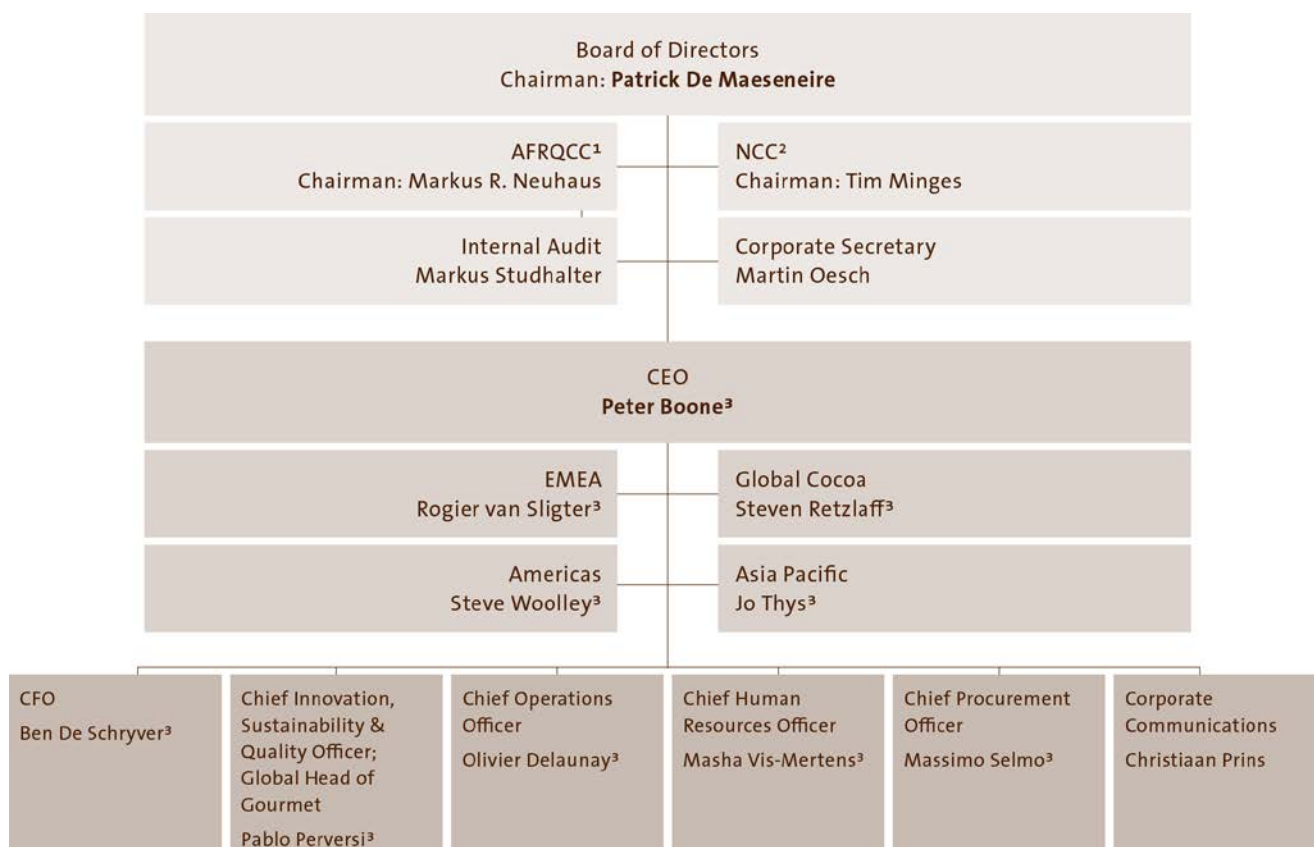 Board of Directors
Chairman: Patrick De Maeseneire
AFRQCC¹
Chairman: Markus R. Neuhaus
NCC²
Chairman: Tim Minges
Internal Audit
Markus Studhalter
Corporate Secretary
Martin Oesch
CEO
Peter Boone³
EMEA
Rogier van Sligter³
Global Cocoa
Steven Retzlaff³
Americas
Steve Woolley³
Asia Pacific
Jo Thys³
CFO
Ben De Schryver³
Chief Innovation,
Sustainability &
Quality Officer;
Global Head of
Gourmet
Pablo Perversi³
Chief Operations
Officer
Olivier Delaunay³
Chief Human
Resources Officer
Masha Vis-Mertens³
Chief Procurement
Officer
Massimo Selmo³
Corporate
Communications
Christiaan Prins